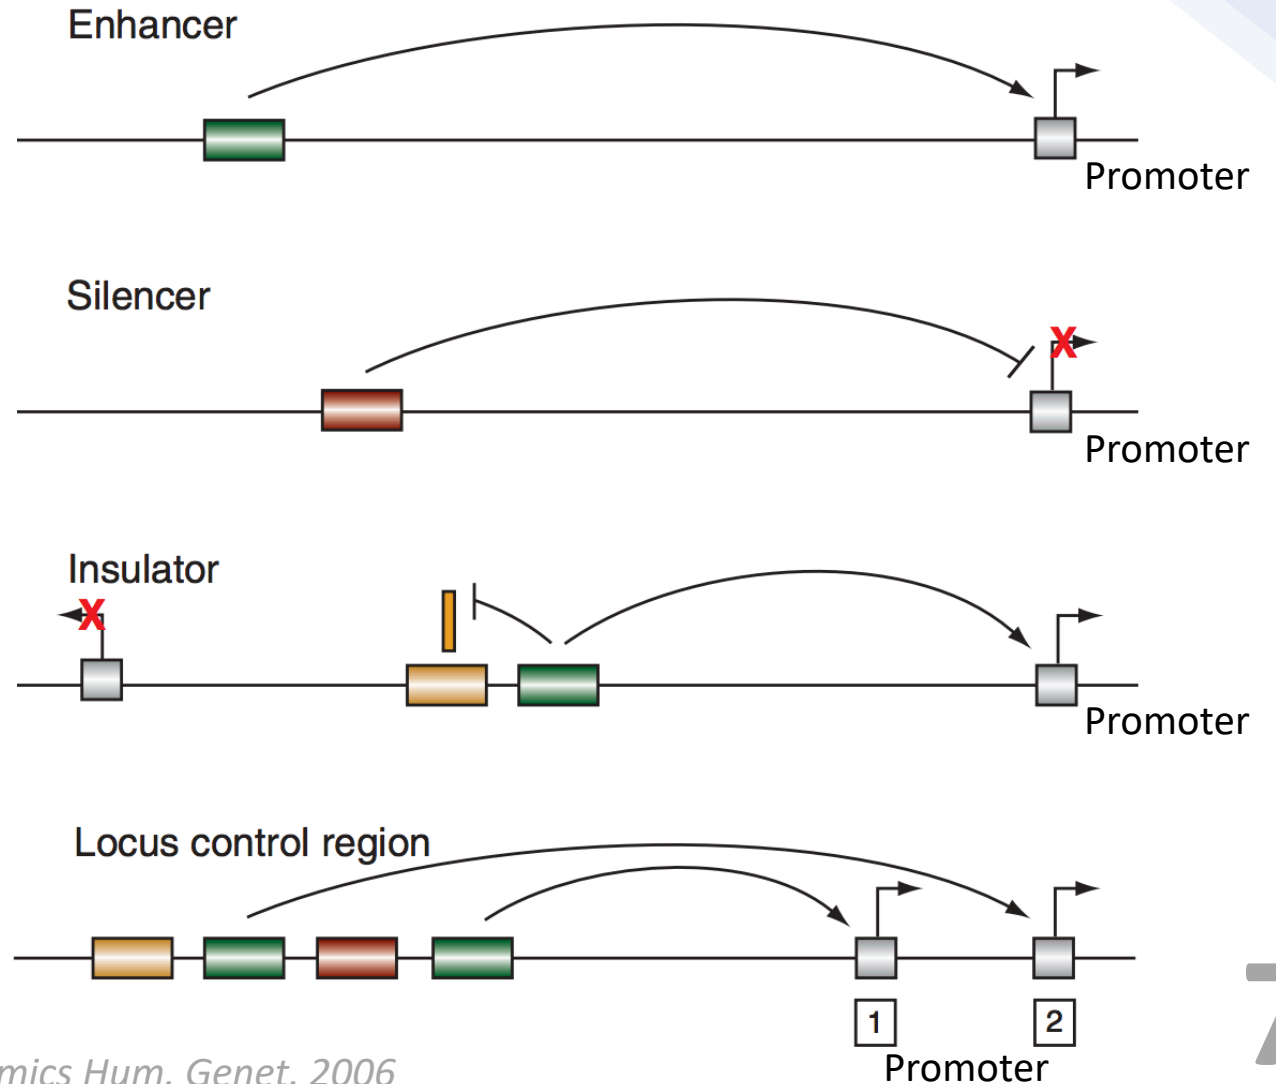 Enhancer
Promoter
Silencer
X
Promoter
Insulator
X
Promoter
Locus control region
1
2
Promoter
Hum. Genet. 2006